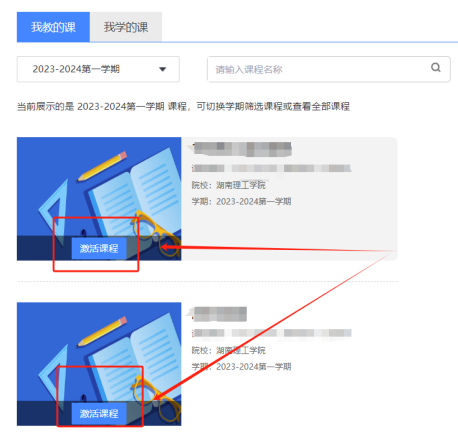 我教的课 我学的课
2023-2024第一学期 请输入课程名称
当前展示的是 2023-2024第一学期 课程，可切换学期筛选课程或查看全部课程
院校：湖南理工学院
学期：2023-2024第一学期
激活课程
院校：湖南理工学院
学期：2023-2024第一学期
激活课程